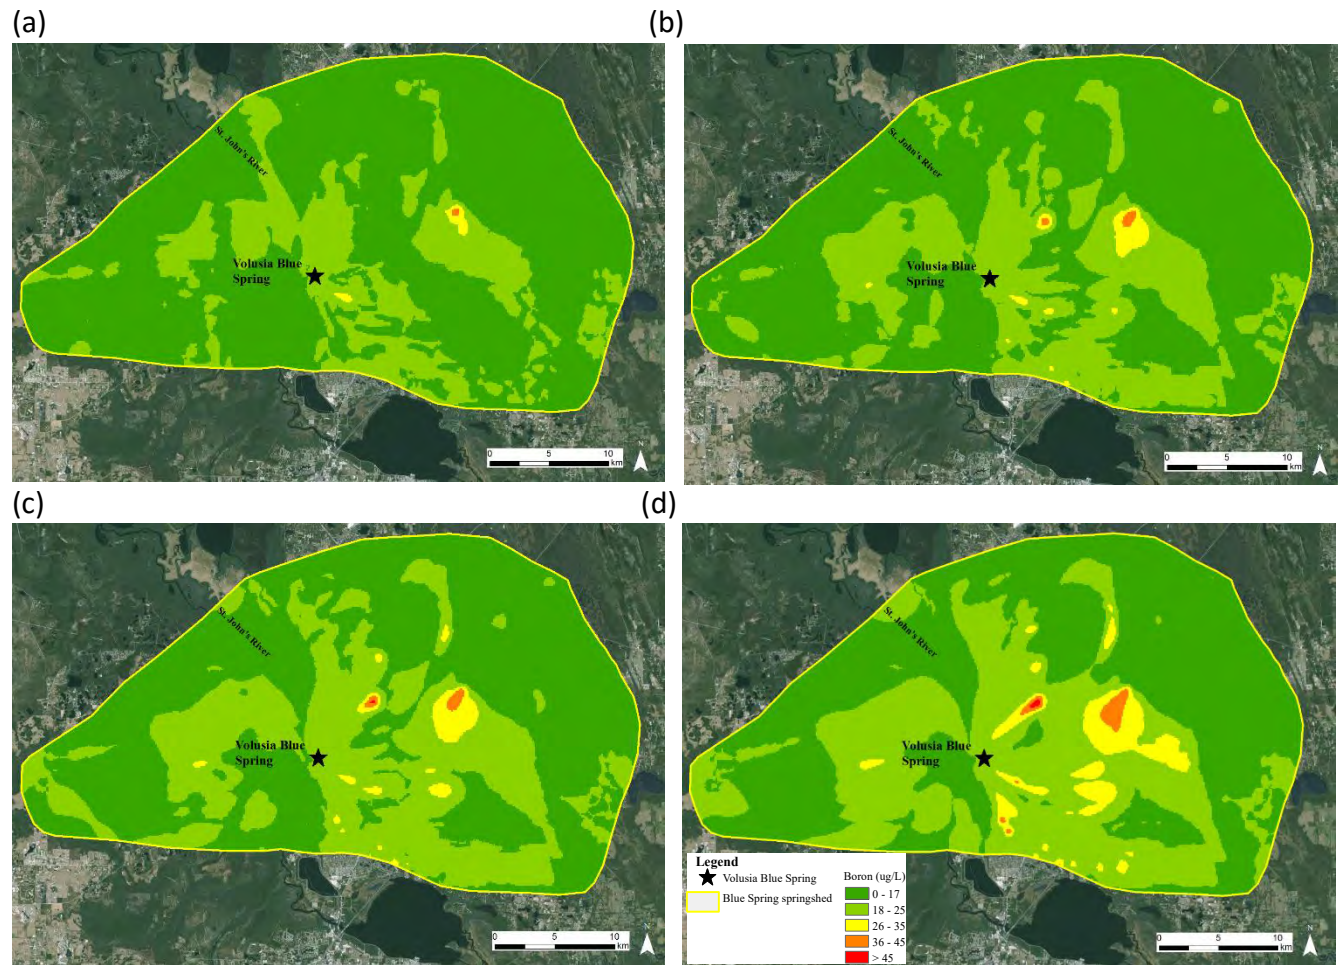 (a)
St. John's River
Volusia Blue
Spring
0 5 10
km
N
(b)
St. John's River
Volusia Blue
Spring
0 5 10
km
N
(c)
St. John's River
Volusia Blue
Spring
0 5 10
km
N
(d)
St. John's River
Volusia Blue
Spring
Legend
Volusia Blue Spring
Blue Spring springshed
Boron (ug/L)
0 - 17
18 - 25
26 - 35
36 - 45
> 45
0 5 10
km
N